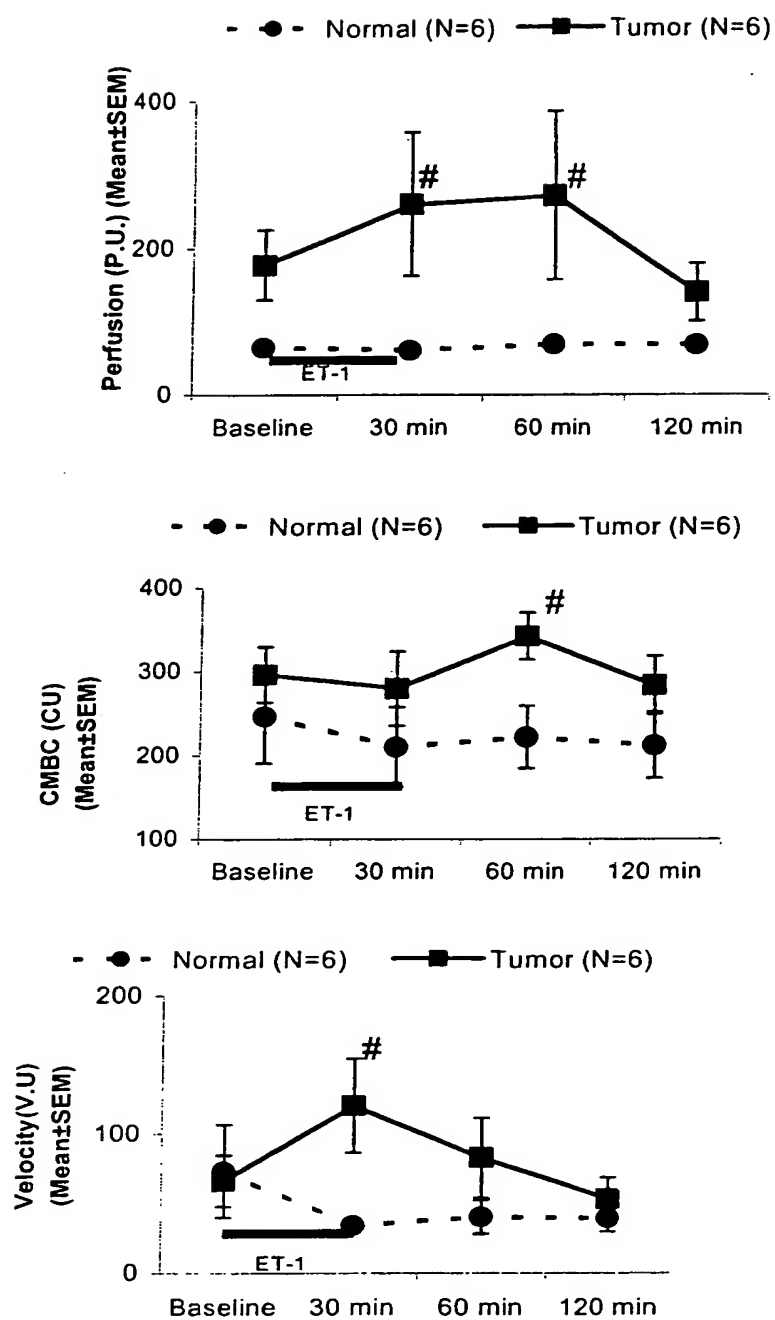 Normal (N=6) Tumor (N=6)
Perfusion (P.U.) (Mean±SEM)
400
#
#
200
0
ET-1
Baseline 30 min 60 min 120 min
Normal (N=6) Tumor (N=6)
CMBC (CU)
(Mean±SEM)
400
#
300
200
100
ET-1
Baseline 30 min 60 min 120 min
Normal (N=6) Tumor (N=6)
Velocity(V.U)
(Mean±SEM)
200
#
100
0
ET-1
Baseline 30 min 60 min 120 min